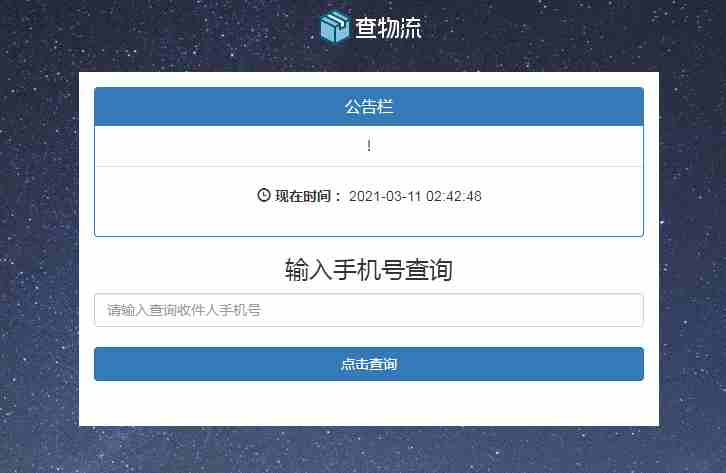 查物流
公告栏
!
现在时间： 2021-03-11 02:42:48
输入手机号查询
请输入查询收件人手机号
点击查询